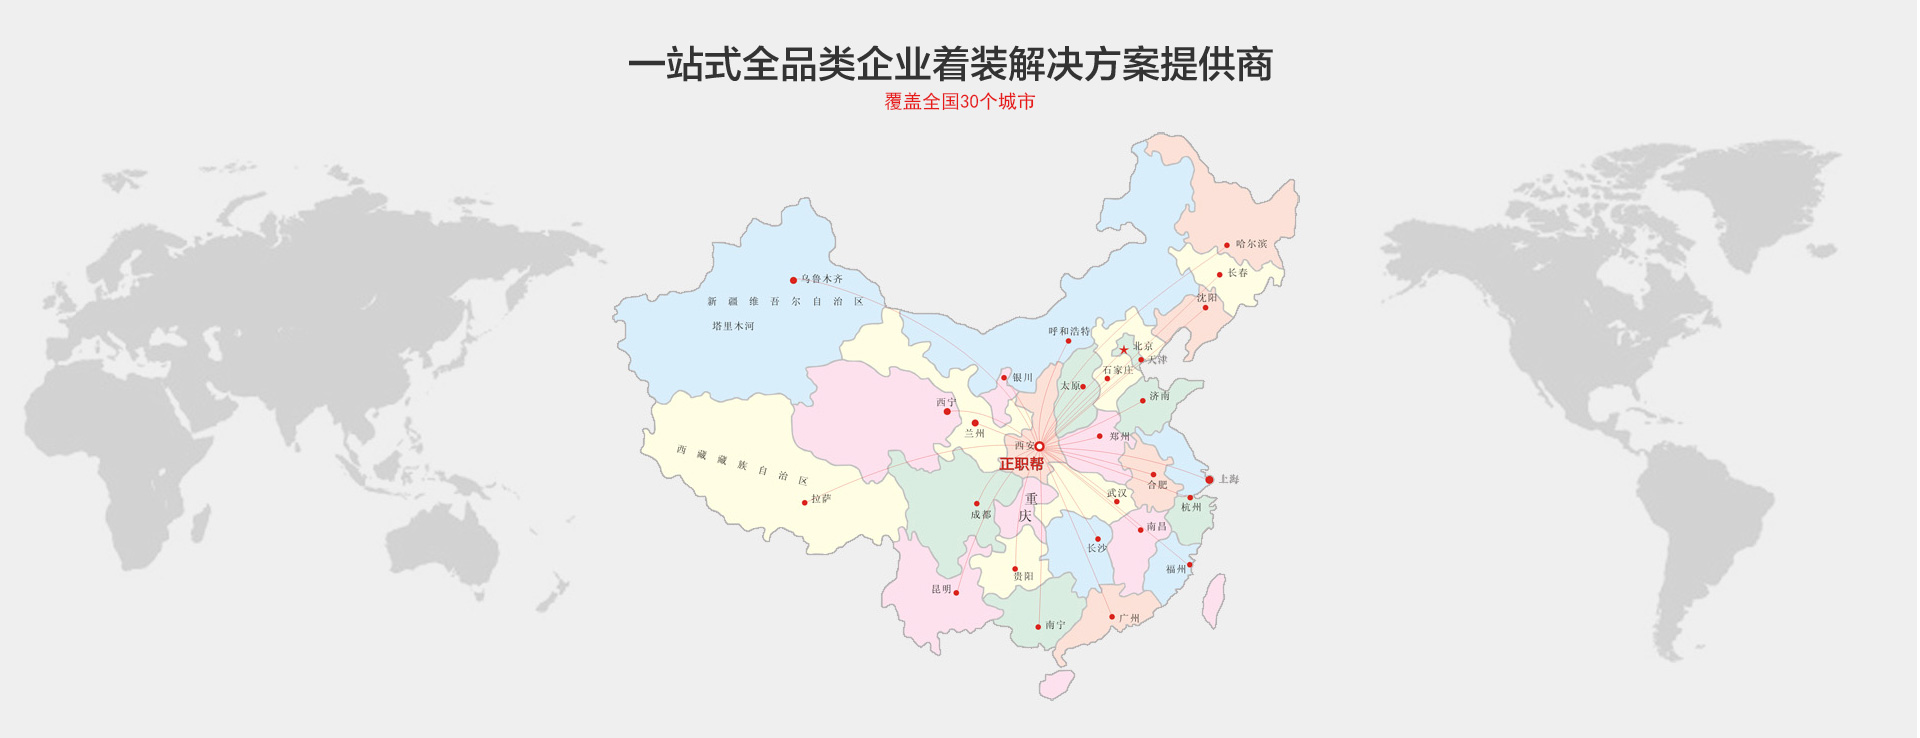 一站式全品类企业着装解决方案提供商
覆盖全国30个城市
哈尔滨
长春
乌鲁木齐
沈阳
新疆维吾尔自治区
塔里木河
呼和浩特
北京
天津
石家庄
银川
太原
济南
西宁
兰州
郑州
西安
正职帮
西藏藏族自治区
上海
合肥
拉萨
武汉
重庆
杭州
成都
南昌
长沙
福州
贵阳
昆明
广州
南宁